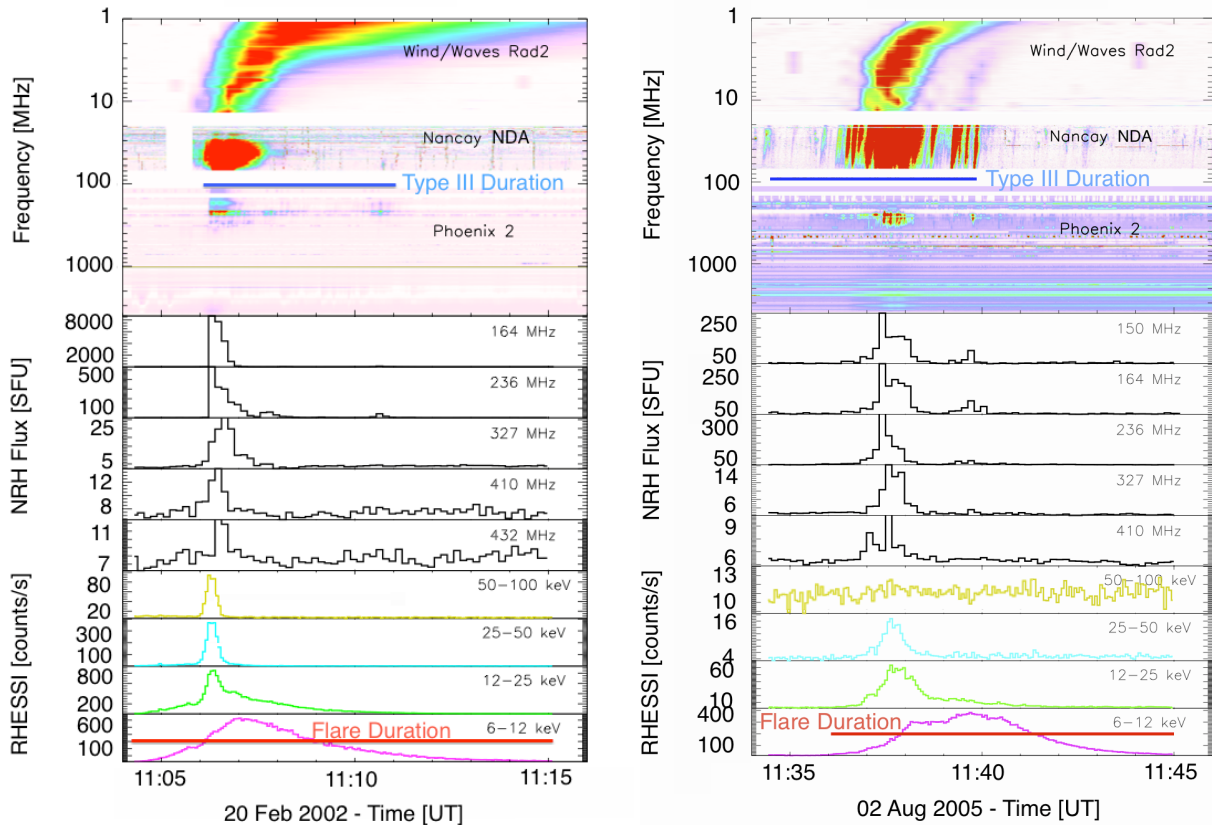 Frequency [MHz]
1
10
100
1000
Wind/Waves Rad2
Nancay NDA
Type III Duration
Phoenix 2
NRH Flux [SFU]
8000
2000
164 MHz
500
100
236 MHz
25
5
327 MHz
12
8
410 MHz
11
7
432 MHz
RHESSI [counts/s]
80
20
50-100 keV
300
100
25-50 keV
800
200
12-25 keV
600
100
Flare Duration
6-12 keV
11:05
11:10
11:15
20 Feb 2002 - Time [UT]
Frequency [MHz]
1
10
100
1000
Wind/Waves Rad2
Nancay NDA
Type III Duration
Phoenix 2
NRH Flux [SFU]
250
50
150 MHz
250
50
164 MHz
300
50
236 MHz
14
6
327 MHz
9
6
410 MHz
RHESSI [counts/s]
13
10
50-100 keV
16
4
25-50 keV
60
10
12-25 keV
400
100
Flare Duration
6-12 keV
11:35
11:40
11:45
02 Aug 2005 - Time [UT]